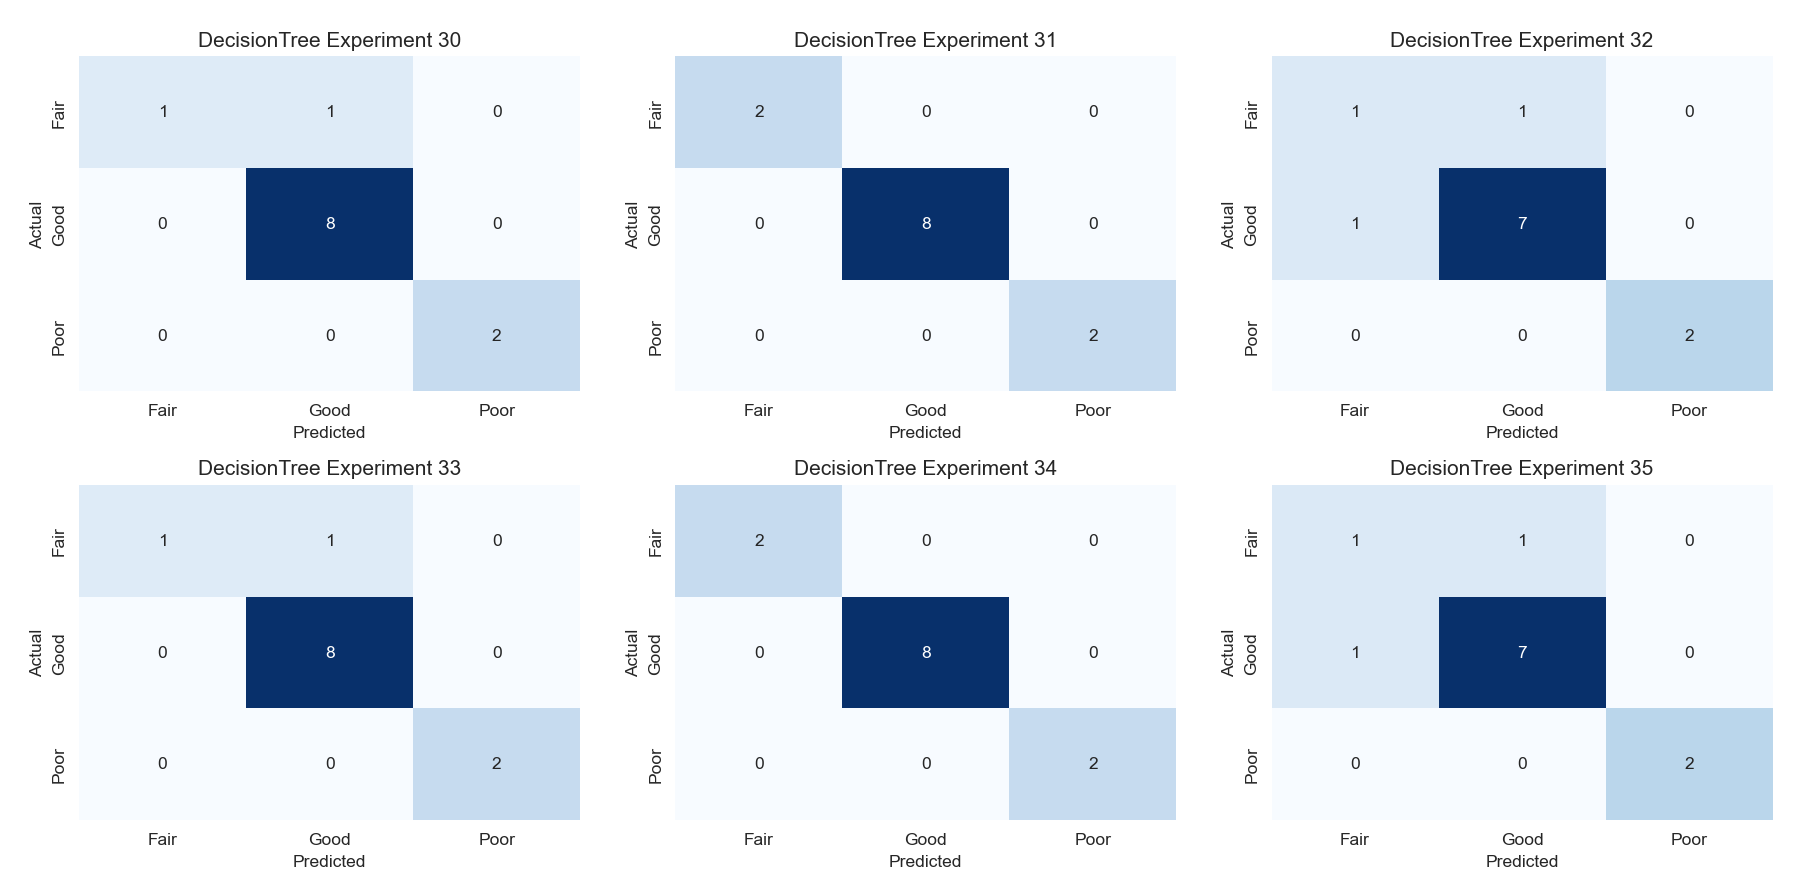 DecisionTree Experiment 30
Fair 1 1 0
Actual
Good 0 8 0
Poor 0 0 2
Fair Good Poor
Predicted
DecisionTree Experiment 31
Fair 2 0 0
Actual
Good 0 8 0
Poor 0 0 2
Fair Good Poor
Predicted
DecisionTree Experiment 32
Fair 1 1 0
Actual
Good 1 7 0
Poor 0 0 2
Fair Good Poor
Predicted
DecisionTree Experiment 33
Fair 1 1 0
Actual
Good 0 8 0
Poor 0 0 2
Fair Good Poor
Predicted
DecisionTree Experiment 34
Fair 2 0 0
Actual
Good 0 8 0
Poor 0 0 2
Fair Good Poor
Predicted
DecisionTree Experiment 35
Fair 1 1 0
Actual
Good 1 7 0
Poor 0 0 2
Fair Good Poor
Predicted